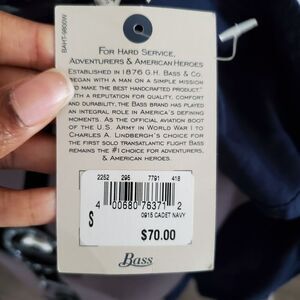 BAHT-9800W
FOR HARD SERVICE,
ADVENTURERS & AMERICAN HEROES
ESTABLISHED IN 1876 G.H. BASS & CO.
BEGAN WITH A MAN ON A SIMPLE MISSION
TO MAKE THE BEST HANDCRAFTED PRODUCT.
WITH A REPUTATION FOR QUALITY, COMFORT
AND DURABILITY, THE BASS BRAND HAS PLAYED
AN INTEGRAL ROLE IN AMERICA'S DEFINING
MOMENTS. AS THE OFFICIAL AVIATION BOOT
OF THE U.S. ARMY IN WORLD WAR I TO
CHARLES A. LINDBERGH'S CHOICE FOR
THE FIRST SOLO TRANSATLANTIC FLIGHT BASS
REMAINS THE #1 CHOICE FOR ADVENTURERS,
& AMERICAN HEROES.
2252 295 7791 418
4 00680 76371 2
0915 CADET NAVY
S
$70.00
Bass